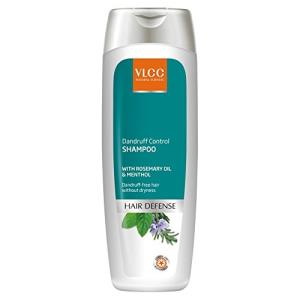 VLCC
Dandruff Control
SHAMPOO
WITH ROSEMARY OIL
& MENTHOL
Dandruff-free hair
without dryness
HAIR DEFENSE